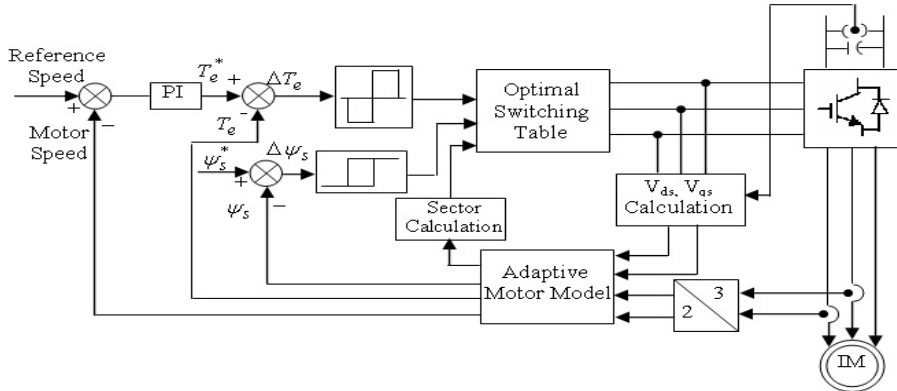 Reference
Speed
+
−
Motor
Speed
PI
T_e^*
+
ΔT_e
T_e
−
ψ_s^*
+
Δψ_s
ψ_s
−
Optimal
Switching
Table
Sector
Calculation
V_ds, V_qs
Calculation
Adaptive
Motor Model
3
2
IM